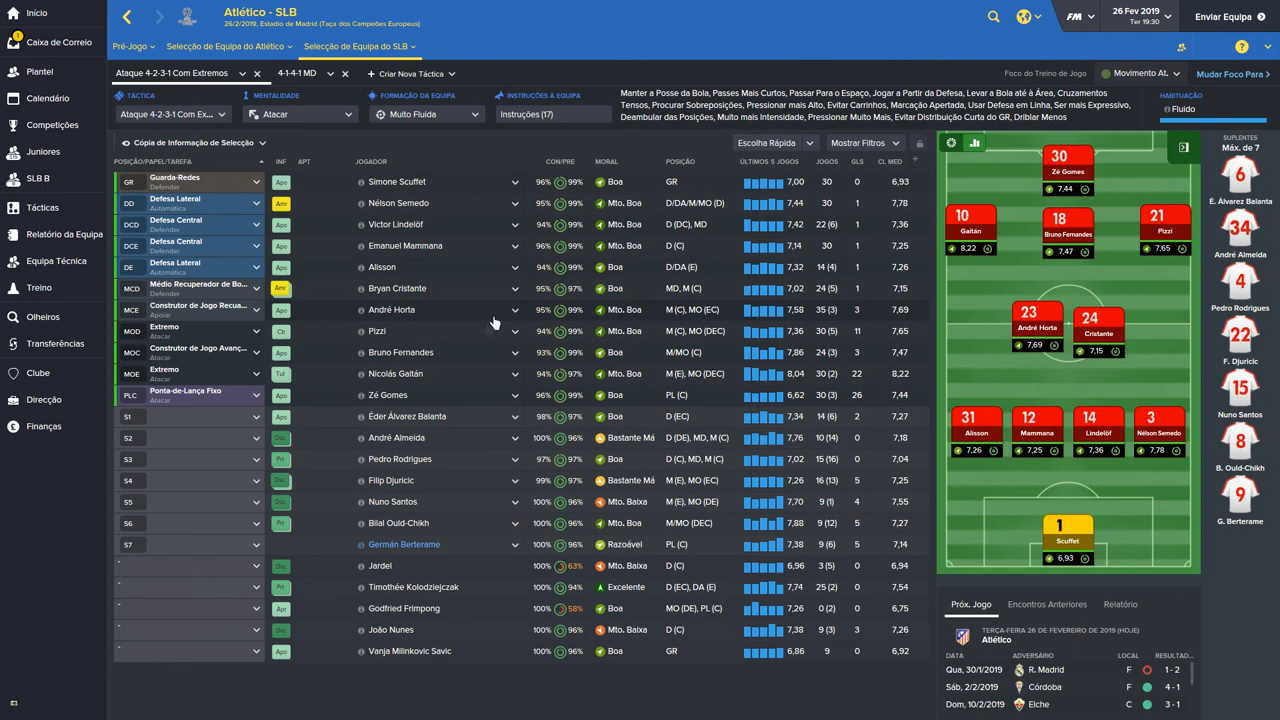 Início
Atlético - SLB
26/2/2019, Estadio de Madrid (Taça dos Campeões Europeus)
FM
26 Fev 2019
Ter 19:30
Enviar Equipa
1
Caixa de Correio
Pré-Jogo
Selecção de Equipa do Atlético
Selecção de Equipa do SLB
?
Plantel
Calendário
Competições
Juniores
SLB B
Tácticas
Relatório da Equipa
Equipa Técnica
Treino
Olheiros
Transferências
Clube
Direcção
Finanças
Ataque 4-2-3-1 Com Extremos
4-1-4-1 MD
+ Criar Nova Táctica
Foco do Treino de Jogo
Movimento At.
Mudar Foco Para
TÁCTICA
Ataque 4-2-3-1 Com Ex...
MENTALIDADE
Atacar
FORMAÇÃO DA EQUIPA
Muito Fluida
INSTRUÇÕES À EQUIPA
Instruções (17)
Manter a Posse da Bola, Passes Mais Curtos, Passar Para o Espaço, Jogar a Partir da Defesa, Levar a Bola até à Área, Cruzamentos
Tensos, Procurar Sobreposições, Pressionar mais Alto, Evitar Carrinhos, Marcação Apertada, Usar Defesa em Linha, Ser mais Expressivo,
Deambular das Posições, Muito mais Intensidade, Pressionar Muito Mais, Evitar Distribuição Curta do GR, Driblar Menos
HABITUAÇÃO
Fluido
Cópia de Informação de Selecção
Escolha Rápida
Mostrar Filtros
POSIÇÃO/PAPEL/TAREFA INF APT JOGADOR CON/PRE MORAL POSIÇÃO ÚLTIMOS 5 JOGOS JOGOS GLS CL MED +
GR Guarda-Redes Defender Apo Simone Scuffet 96% 99% Boa GR 7,00 30 0 6,93
DD Defesa Lateral Automática Amr Nélson Semedo 95% 99% Mto. Boa D/DA/M/MO (D) 7,44 30 1 7,78
DCD Defesa Central Defender Apo Victor Lindelöf 94% 99% Mto. Boa D (DC), MD 7,42 22 (6) 1 7,36
DCE Defesa Central Defender Apo Emanuel Mammana 96% 99% Mto. Boa D (C) 7,14 30 1 7,25
DE Defesa Lateral Automática Apo Alisson 94% 99% Boa D/DA (E) 7,32 14 (4) 1 7,26
MCD Médio Recuperador de Bo... Defender Amr Bryan Cristante 95% 97% Boa MD, M (C) 7,02 24 (5) 1 7,15
MCE Construtor de Jogo Recua... Apoiar Apo André Horta 95% 99% Mto. Boa M (C), MO (EC) 7,58 35 (3) 3 7,69
MOD Extremo Atacar Ctr Pizzi 94% 99% Mto. Boa M (C), MO (DEC) 7,36 30 (5) 11 7,65
MOC Construtor de Jogo Avanç... Atacar Apo Bruno Fernandes 93% 99% Boa M/MO (C) 7,86 24 (3) 3 7,47
MOE Extremo Atacar Tut Nicolás Gaitán 94% 97% Mto. Boa M (E), MO (DEC) 8,04 30 (2) 22 8,22
PLC Ponta-de-Lança Fixo Atacar Apo Zé Gomes 96% 99% Boa PL (C) 6,62 30 (3) 26 7,44
S1 Apo Éder Álvarez Balanta 98% 97% Boa D (EC) 7,34 14 (6) 2 7,27
S2 Dsc André Almeida 100% 96% Bastante Má D (DE), MD, M (C) 7,76 10 (14) 0 7,18
S3 Prt Pedro Rodrigues 97% 97% Boa D (C), MD, M (C) 7,02 15 (16) 0 7,04
S4 Dsc Filip Djuricic 99% 97% Bastante Má M (E), MO (EC) 7,26 16 (13) 5 7,25
S5 Dsc Nuno Santos 100% 96% Mto. Baixa M (E), MO (DE) 7,70 9 (1) 4 7,55
S6 Prt Bilal Ould-Chikh 100% 96% Boa M/MO (DEC) 7,88 9 (12) 5 7,27
S7 Germán Berterame 100% 96% Razoável PL (C) 7,38 9 (6) 5 7,14
- Dsc Jardel 100% 63% Mto. Baixa D (C) 6,96 3 (5) 0 6,94
- Prt Timothée Kolodziejczak 100% 94% Excelente D (EC), DA (E) 7,74 25 (2) 0 7,54
- Apr Godfried Frimpong 100% 58% Boa MO (DE), PL (C) 7,26 0 (2) 0 6,75
- Dsc João Nunes 100% 96% Mto. Baixa D (C) 7,38 9 (3) 3 7,26
- Apo Vanja Milinkovic Savic 100% 96% Boa GR 6,86 9 0 6,92
30
Zé Gomes
7,44
10
Gaitán
8,22
18
Bruno Fernandes
7,47
21
Pizzi
7,65
23
André Horta
7,69
24
Cristante
7,15
31
Alisson
7,26
12
Mammana
7,25
14
Lindelöf
7,36
3
Nélson Semedo
7,78
1
Scuffet
6,93
SUPLENTES
Máx. de 7
6
É. Álvarez Balanta
34
André Almeida
4
Pedro Rodrigues
22
F. Djuricic
15
Nuno Santos
8
B. Ould-Chikh
9
G. Berterame
Próx. Jogo
Encontros Anteriores
Relatório
TERÇA-FEIRA 26 DE FEVEREIRO DE 2019 (HOJE)
Atlético
DATA ADVERSÁRIO LOCAL RESULTAD...
Qua, 30/1/2019 R. Madrid F 1 - 2
Sáb, 2/2/2019 Córdoba F 4 - 1
Dom, 10/2/2019 Elche C 3 - 1